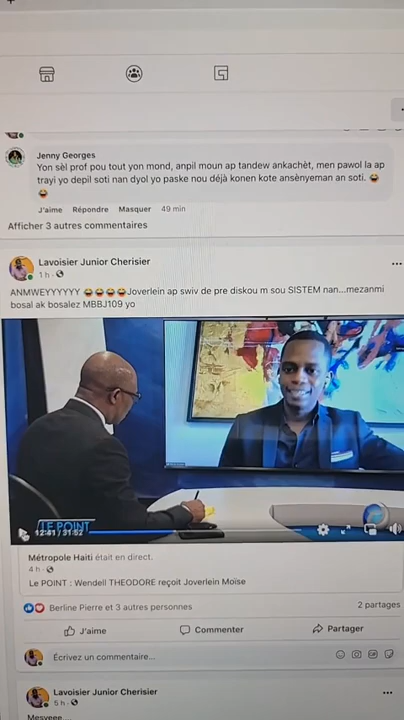 Jenny Georges
Yon sèl prof pou tout yon mond, anpil moun ap tandew ankachèt, men pawol la ap
trayi yo depil soti nan dyol yo paske nou déjà konen kote ansènyeman an soti. 😂
😂
J'aime Répondre Masquer 49 min
Afficher 3 autres commentaires
Lavoisier Junior Cherisier
1 h ·
ANMWEYYYYYY 😂😂😂😂Joverlein ap swiv de pre diskou m sou SISTEM nan...mezanmi
bosal ak bosalez MBBJ109 yo
LE POINT
12:41 / 31:52
Métropole Haiti était en direct.
4 h ·
Le POINT : Wendell THEODORE reçoit Joverlein Moïse
Berline Pierre et 3 autres personnes
2 partages
J'aime
Commenter
Partager
Écrivez un commentaire...
Lavoisier Junior Cherisier
5 h ·
Mesyeee....